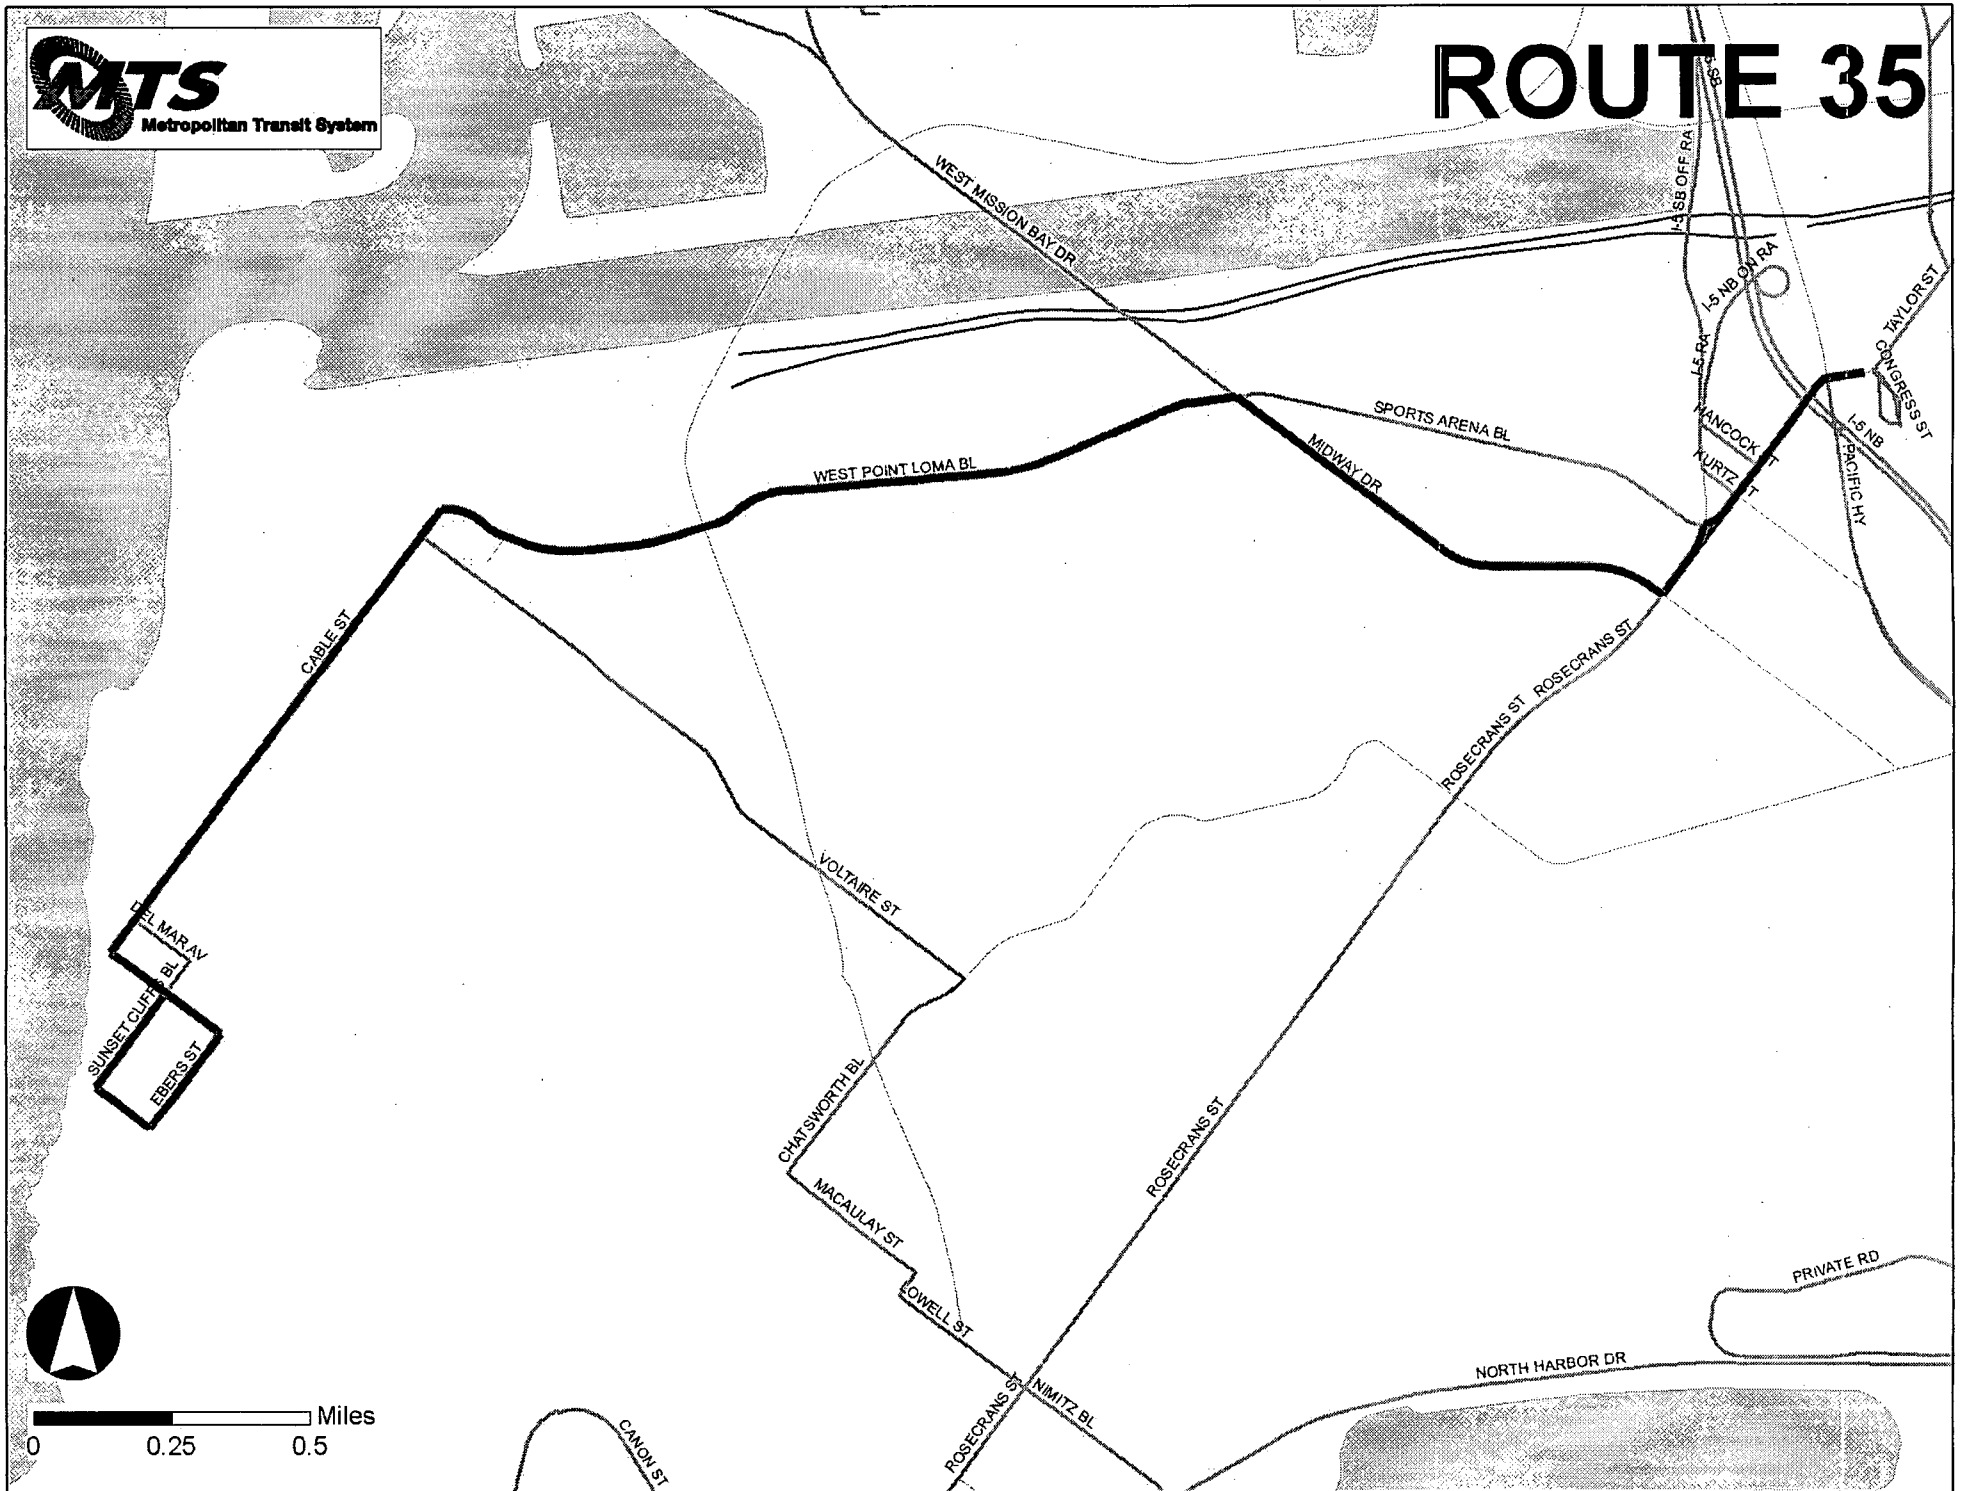 MTS
Metropolitan Transit System
ROUTE 35
I-5 SB OFF RA
WEST MISSION BAY DR
I-5 NB ON RA
TAYLOR ST
I-5 RA
CONGRESS ST
SPORTS ARENA BL
HANCOCK ST
I-5 NB
MIDWAY DR
KURTZ ST
PACIFIC HY
WEST POINT LOMA BL
CABLE ST
ROSECRANS ST
ROSECRANS ST
VOLTAIRE ST
DEL MAR AV
SUNSET CLIFFS BL
EBERS ST
CHATSWORTH BL
ROSECRANS ST
MACAULAY ST
LOWELL ST
PRIVATE RD
NORTH HARBOR DR
ROSECRANS ST
NIMITZ BL
CANON ST
Miles
0 0.25 0.5